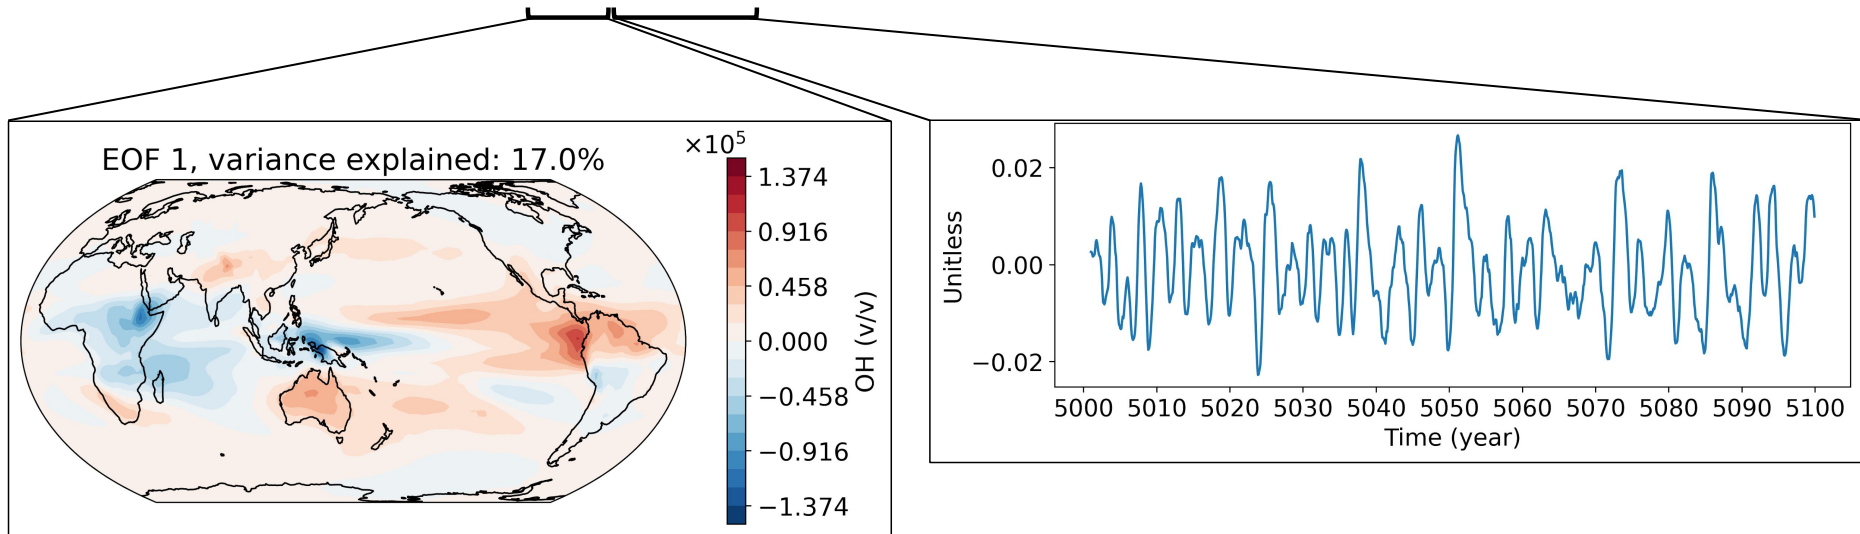 ×10⁵
EOF 1, variance explained: 17.0%
1.374
0.916
0.458
0.000
−0.458
−0.916
−1.374
OH (v/v)
0.02
0.00
−0.02
Unitless
5000 5010 5020 5030 5040 5050 5060 5070 5080 5090 5100
Time (year)